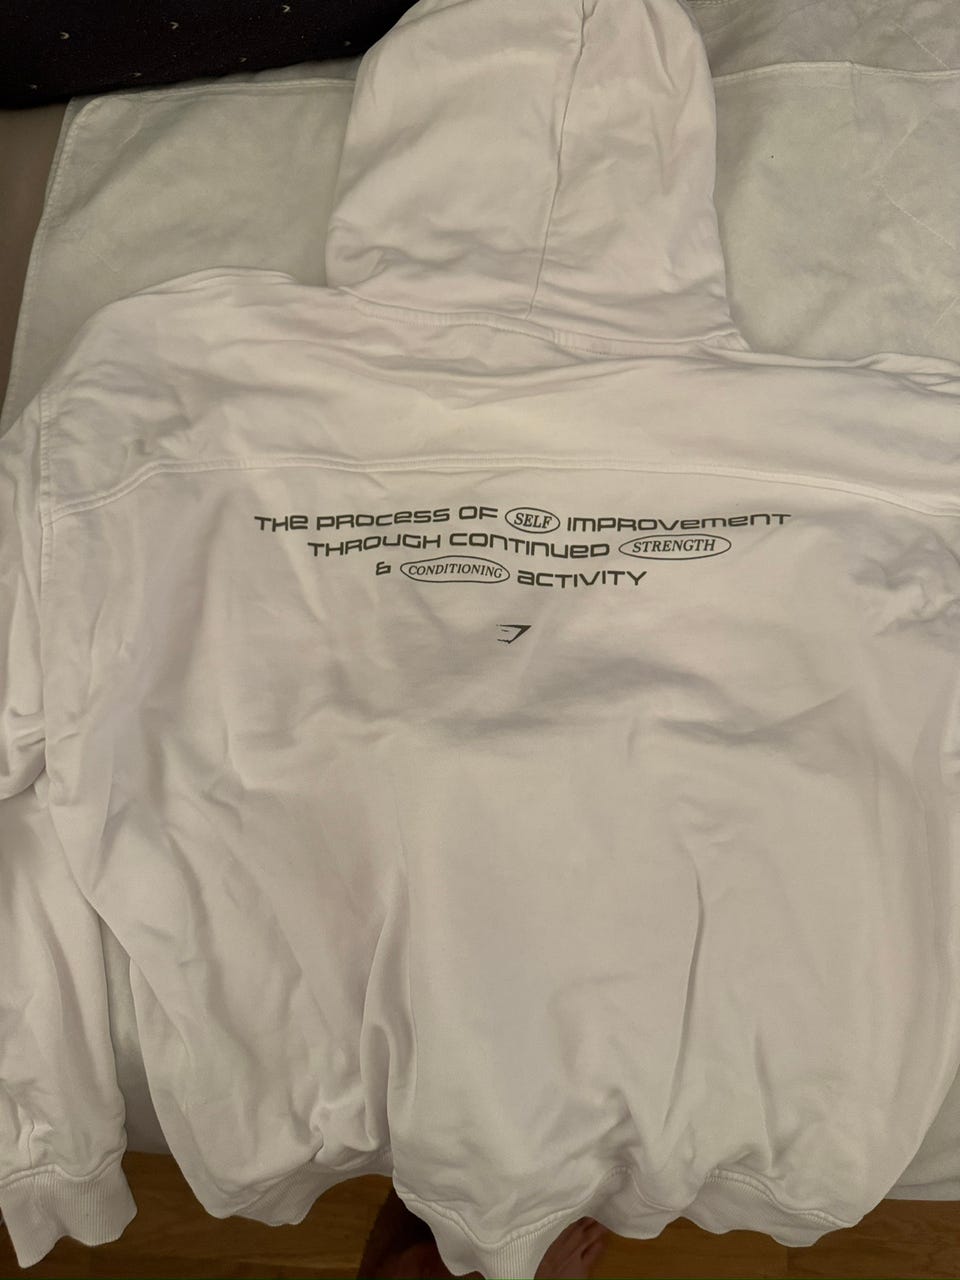 THE PROCESS OF SELF IMPROVEMENT
THROUGH CONTINUED STRENGTH
& CONDITIONING ACTIVITY